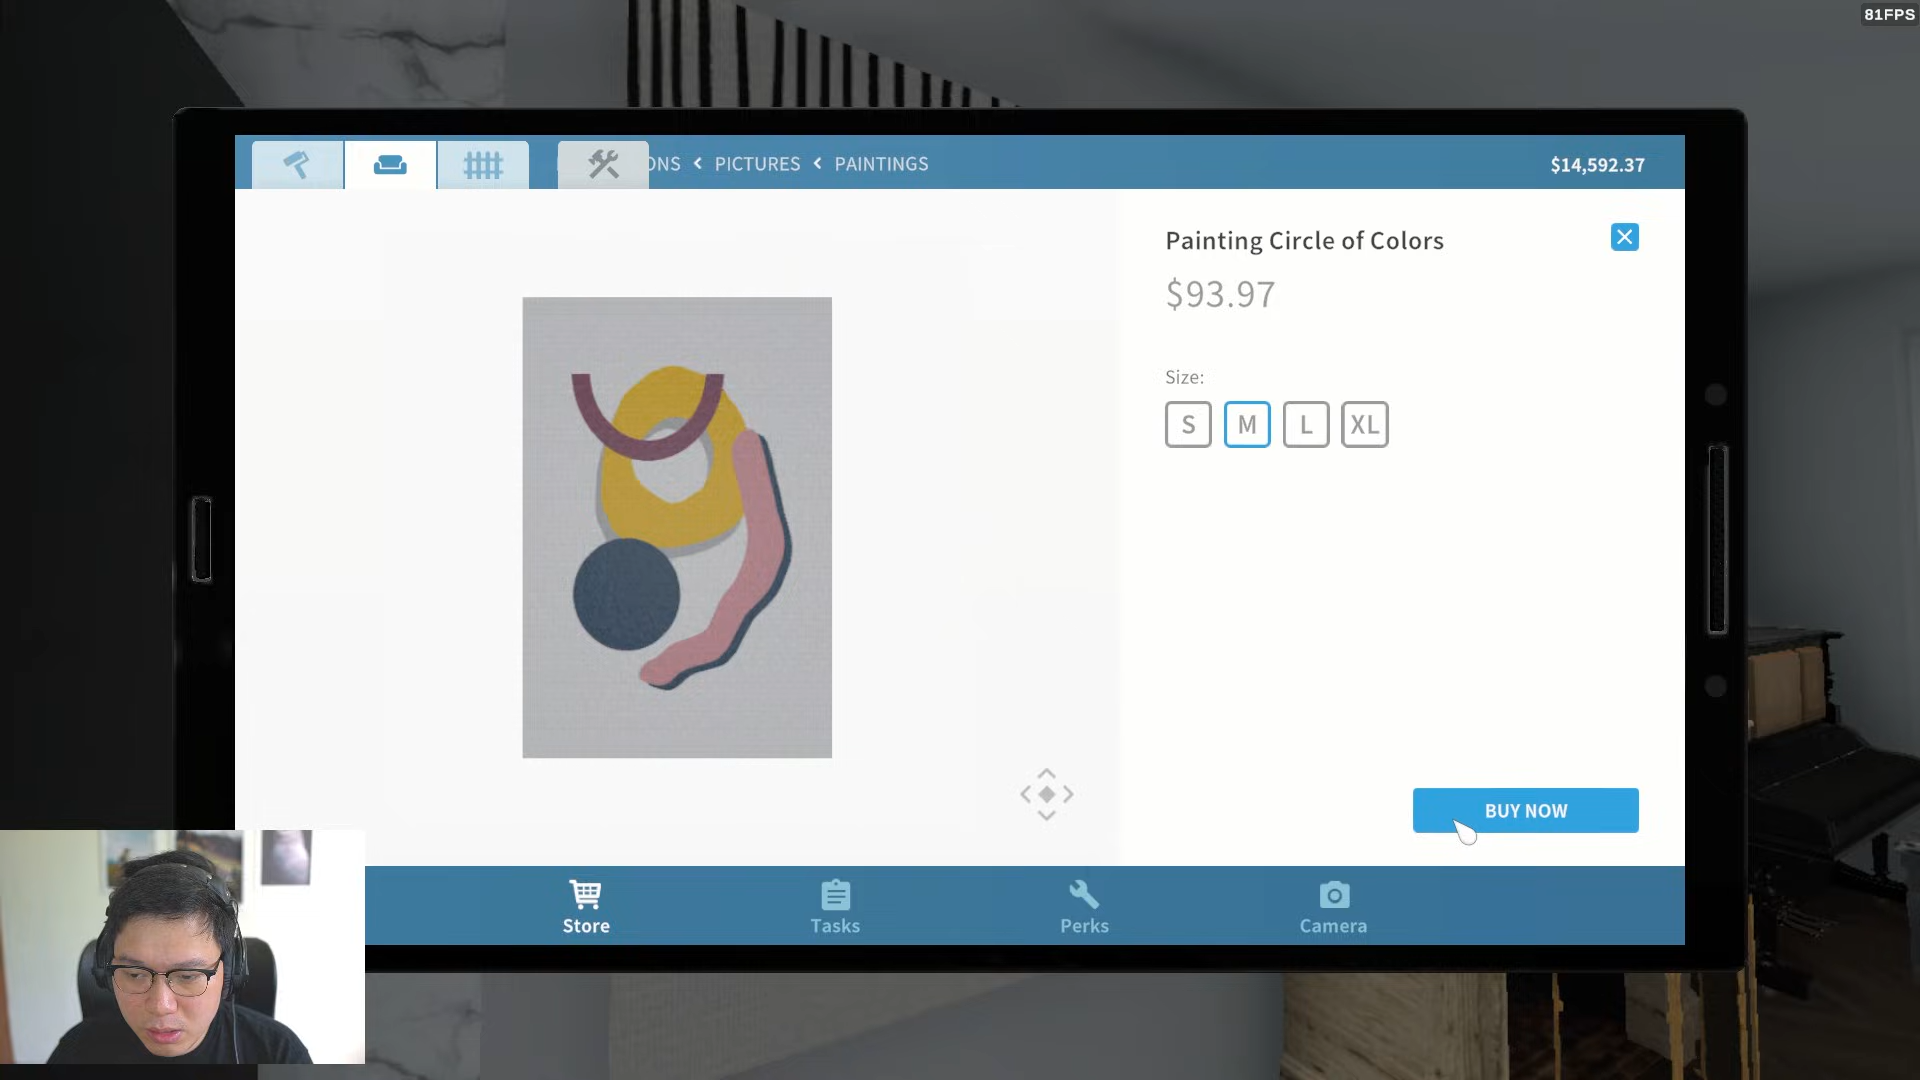 81FPS
ONS < PICTURES < PAINTINGS
$14,592.37
Painting Circle of Colors
$93.97
Size:
S M L XL
BUY NOW
Store Tasks Perks Camera